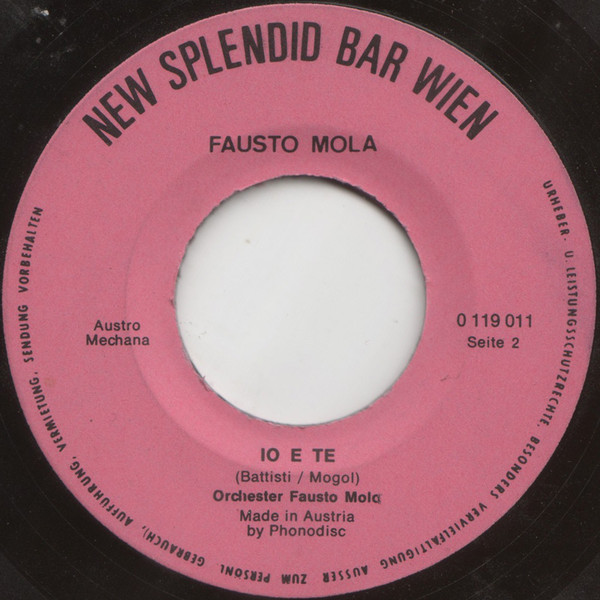 NEW SPLENDID BAR WIEN
FAUSTO MOLA
Austro
Mechana
0 119 011
Seite 2
IO E TE
(Battisti / Mogol)
Orchester Fausto Mola
Made in Austria
by Phonodisc
URHEBER- U. LEISTUNGSSCHUTZRECHTE, BESONDERS VERVIELFÄLTIGUNG AUSSER ZUM PERSÖNL. GEBRAUCH), AUFFÜHRUNG, VERMIETUNG, SENDUNG VORBEHALTEN